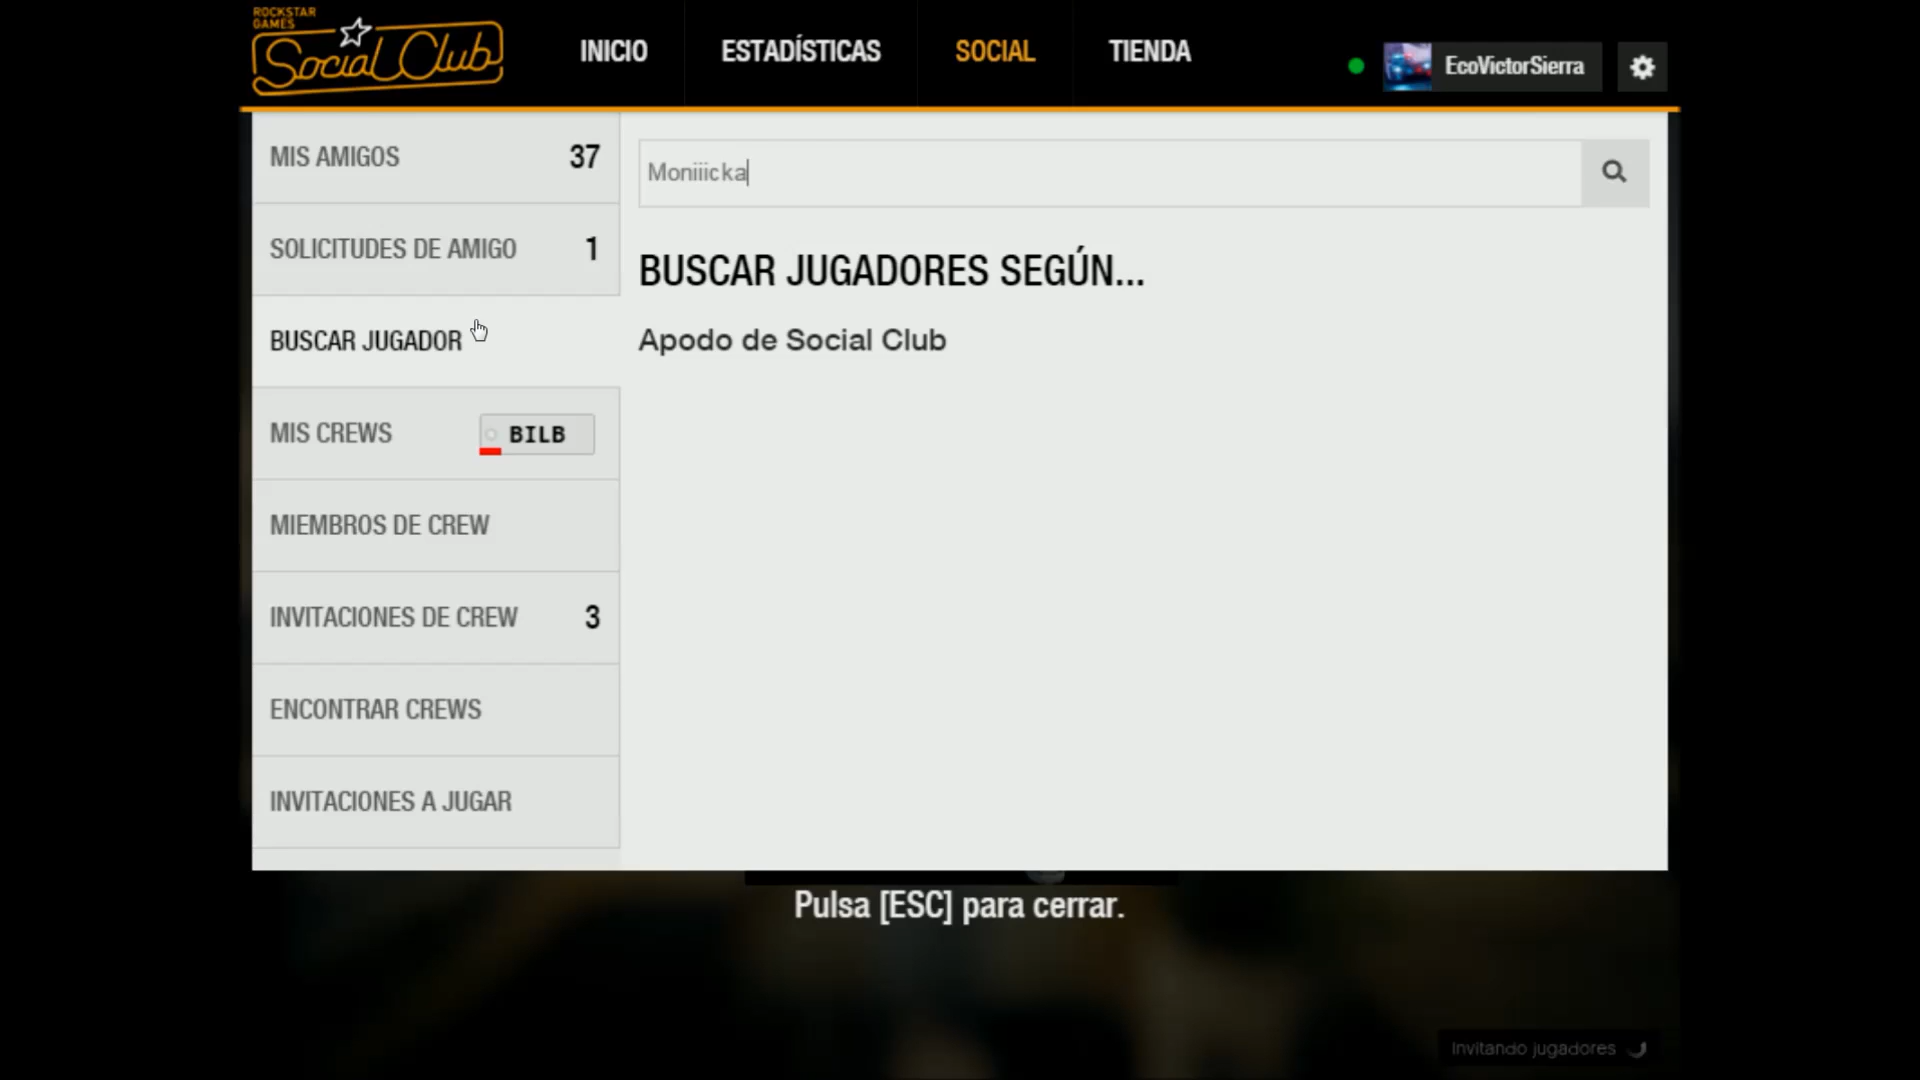 ROCKSTAR
GAMES
Social Club
INICIO
ESTADÍSTICAS
SOCIAL
TIENDA
EcoVictorSierra
MIS AMIGOS 37
SOLICITUDES DE AMIGO 1
BUSCAR JUGADOR
MIS CREWS BILB
MIEMBROS DE CREW
INVITACIONES DE CREW 3
ENCONTRAR CREWS
INVITACIONES A JUGAR
Moniiicka
BUSCAR JUGADORES SEGÚN...
Apodo de Social Club
Pulsa [ESC] para cerrar.
Invitando jugadores